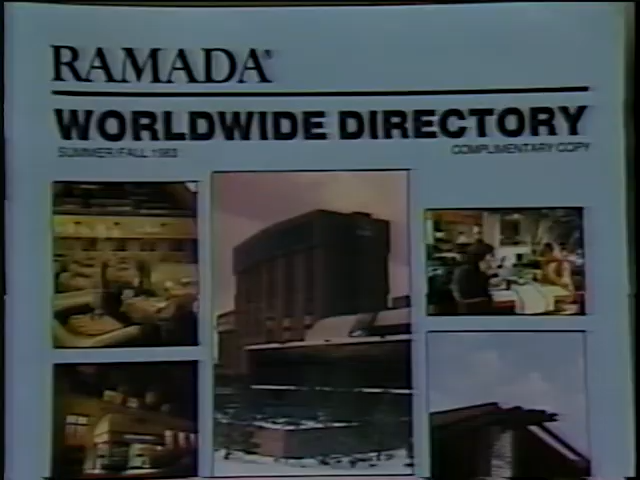 RAMADA®
WORLDWIDE DIRECTORY
SUMMER/FALL 1983
COMPLIMENTARY COPY